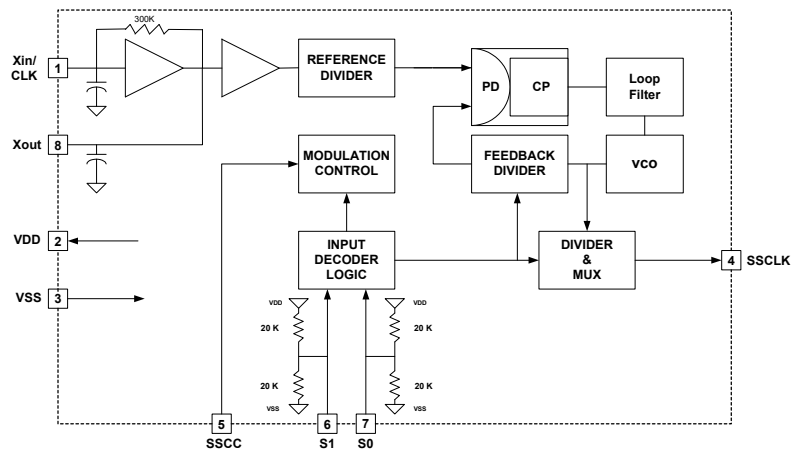 300K
Xin/
CLK
1
REFERENCE
DIVIDER
PD
CP
Loop
Filter
Xout
8
MODULATION
CONTROL
FEEDBACK
DIVIDER
vco
VDD
2
INPUT
DECODER
LOGIC
DIVIDER
&
MUX
4
SSCLK
VSS
3
VDD
VDD
20 K
20 K
20 K
20 K
VSS
VSS
5
6
7
SSCC
S1
S0